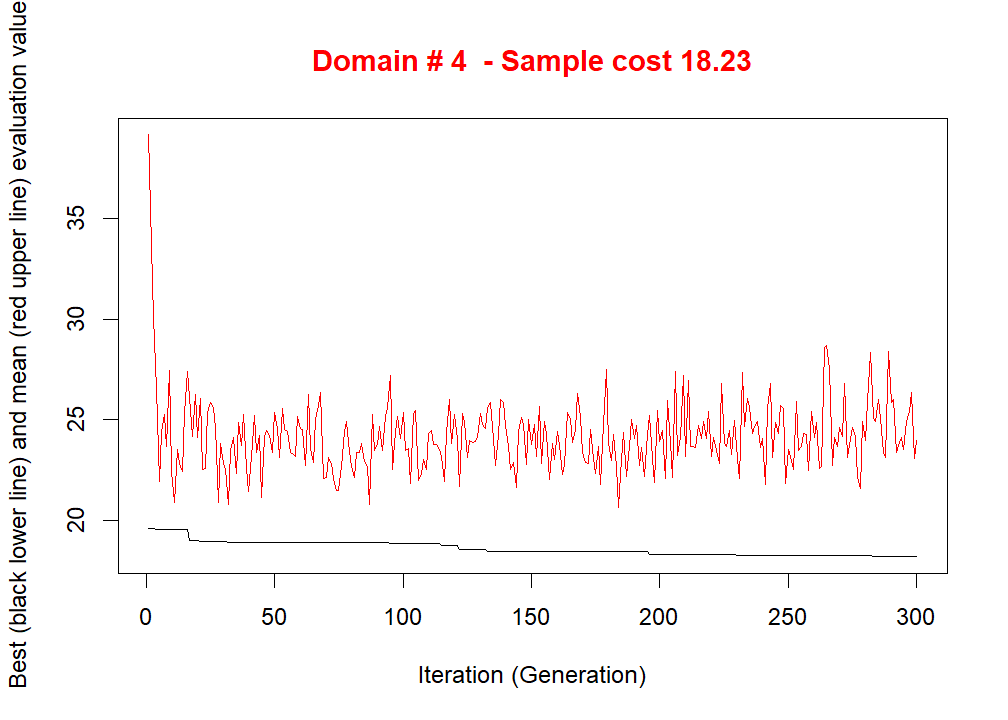 Domain # 4  - Sample cost 18.23
Best (black lower line) and mean (red upper line) evaluation value
35
30
25
20
0 50 100 150 200 250 300
Iteration (Generation)